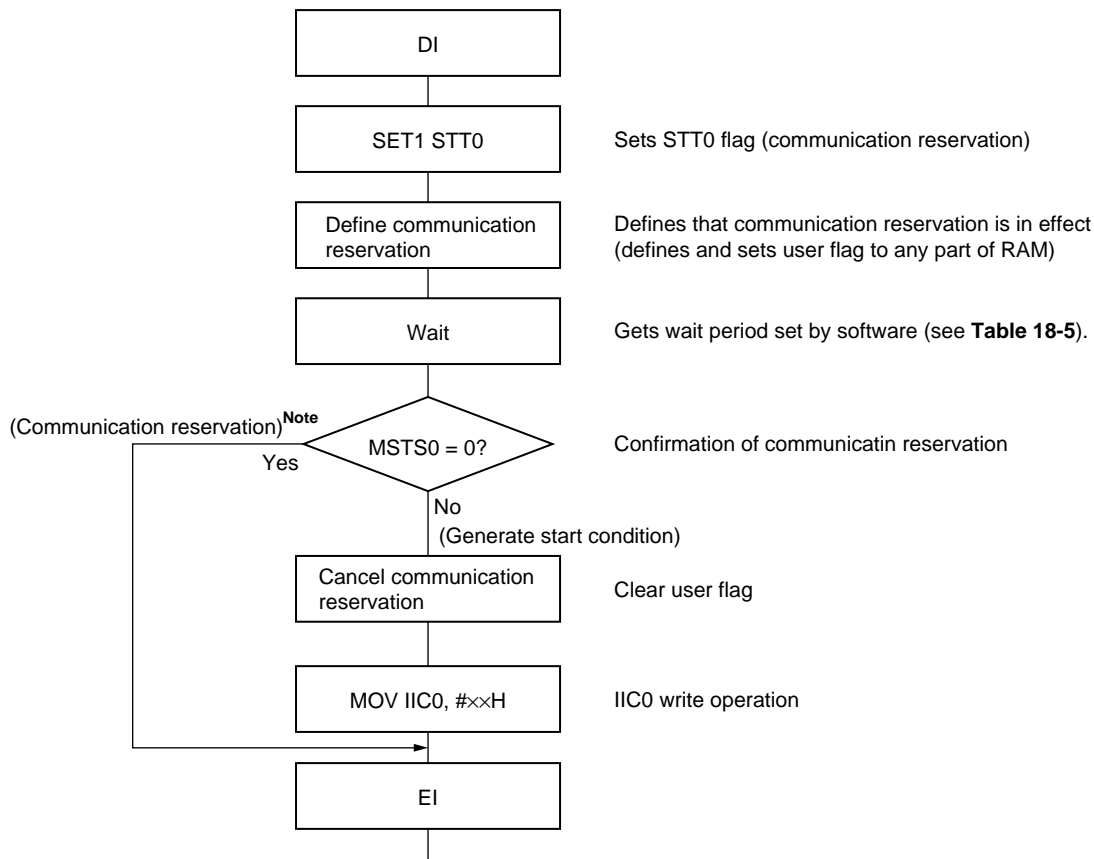 DI
SET1 STT0
Sets STT0 flag (communication reservation)
Define communication
reservation
Defines that communication reservation is in effect
(defines and sets user flag to any part of RAM)
Wait
Gets wait period set by software (see Table 18-5).
(Communication reservation)Note
Yes
MSTS0 = 0?
Confirmation of communicatin reservation
No
(Generate start condition)
Cancel communication
reservation
Clear user flag
MOV IIC0, #××H
IIC0 write operation
EI